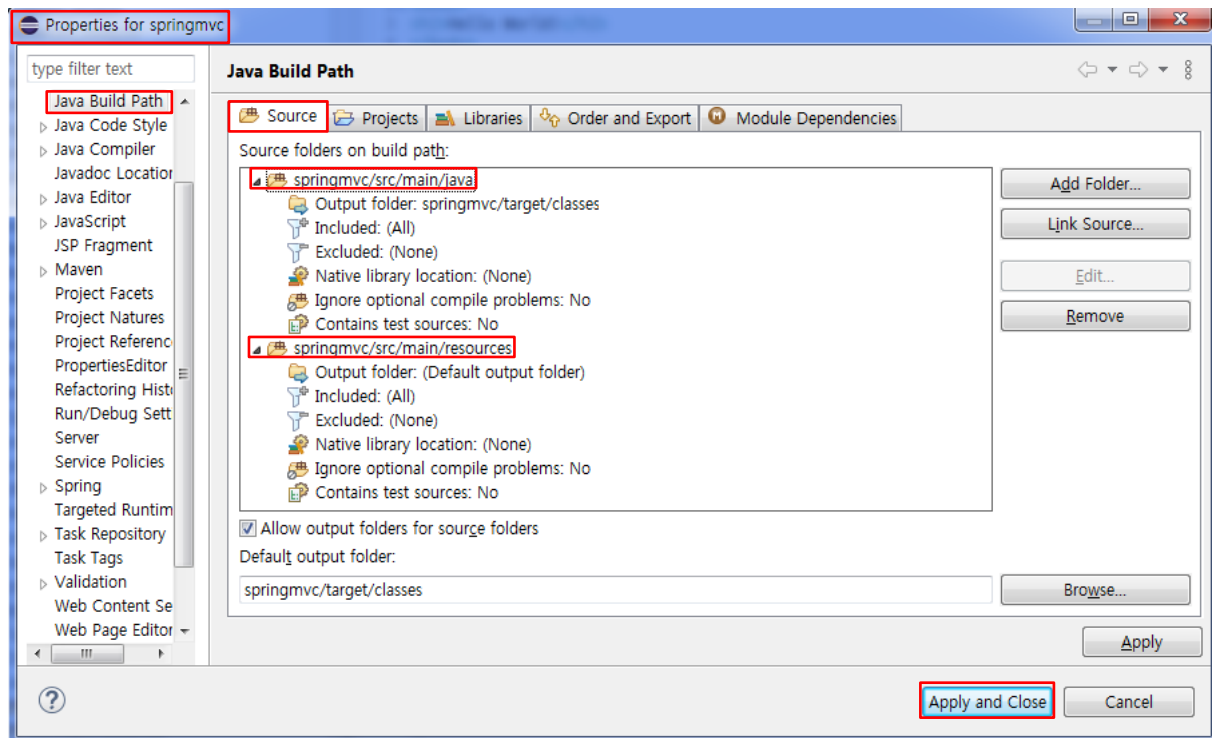 Properties for springmvc
type filter text
Java Build Path
Java Code Style
Java Compiler
Javadoc Location
Java Editor
JavaScript
JSP Fragment
Maven
Project Facets
Project Natures
Project Referenc
PropertiesEditor
Refactoring Hist
Run/Debug Sett
Server
Service Policies
Spring
Targeted Runtim
Task Repository
Task Tags
Validation
Web Content Se
Web Page Editor
Java Build Path
Source Projects Libraries Order and Export Module Dependencies
Source folders on build path:
springmvc/src/main/java
Output folder: springmvc/target/classes
Included: (All)
Excluded: (None)
Native library location: (None)
Ignore optional compile problems: No
Contains test sources: No
springmvc/src/main/resources
Output folder: (Default output folder)
Included: (All)
Excluded: (None)
Native library location: (None)
Ignore optional compile problems: No
Contains test sources: No
Add Folder...
Link Source...
Edit...
Remove
Allow output folders for source folders
Default output folder:
springmvc/target/classes
Browse...
Apply
Apply and Close
Cancel